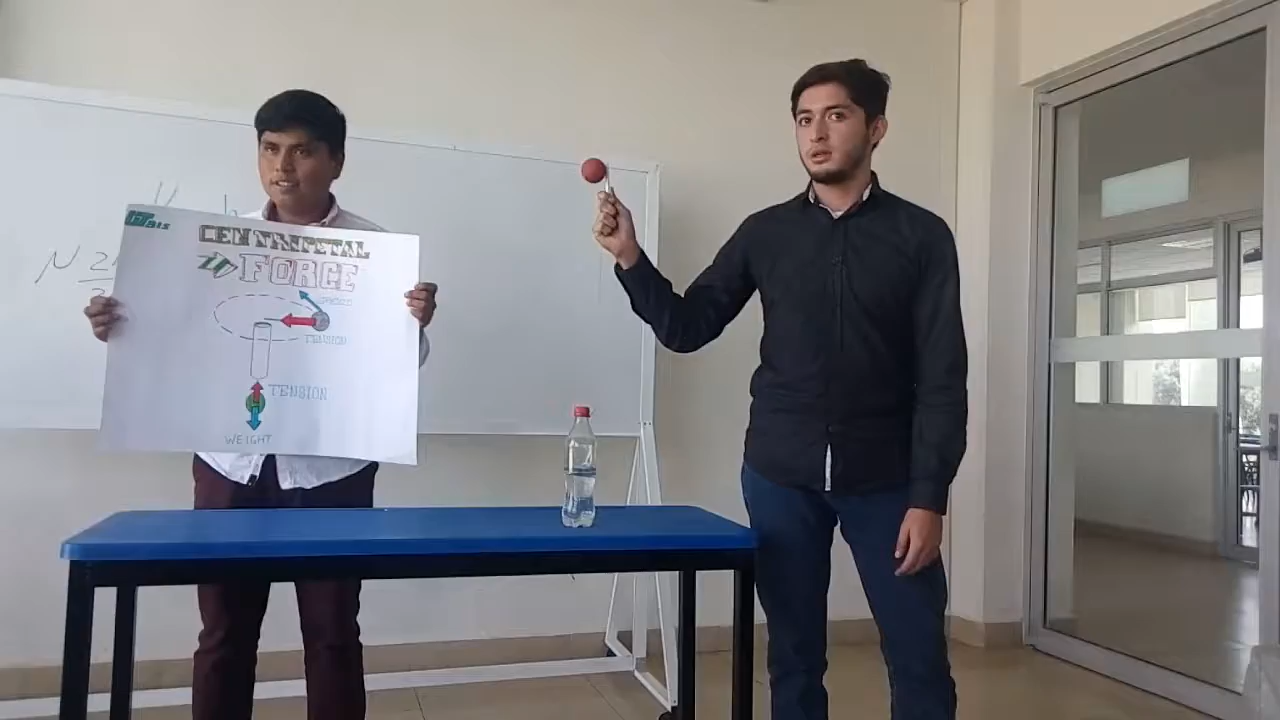 CENTRIPETAL
FORCE
SPEED
TENSION
TENSION
WEIGHT